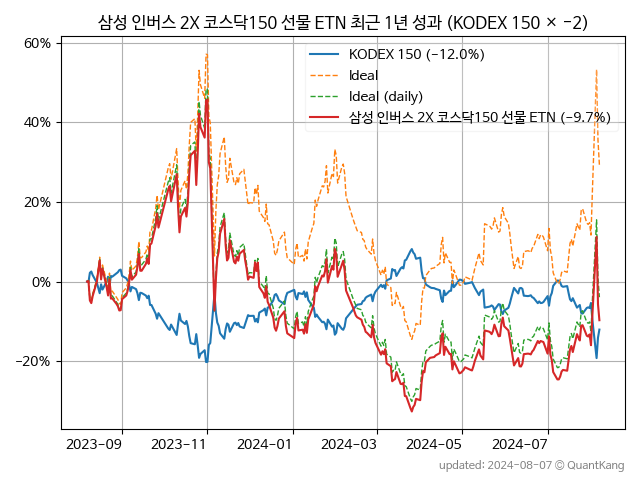 삼성 인버스 2X 코스닥150 선물 ETN 최근 1년 성과 (KODEX 150 × −2)
60%
40%
20%
0%
−20%
KODEX 150 (−12.0%)
Ideal
Ideal (daily)
삼성 인버스 2X 코스닥150 선물 ETN (−9.7%)
2023-09
2023-11
2024-01
2024-03
2024-05
2024-07
updated: 2024-08-07 © QuantKang